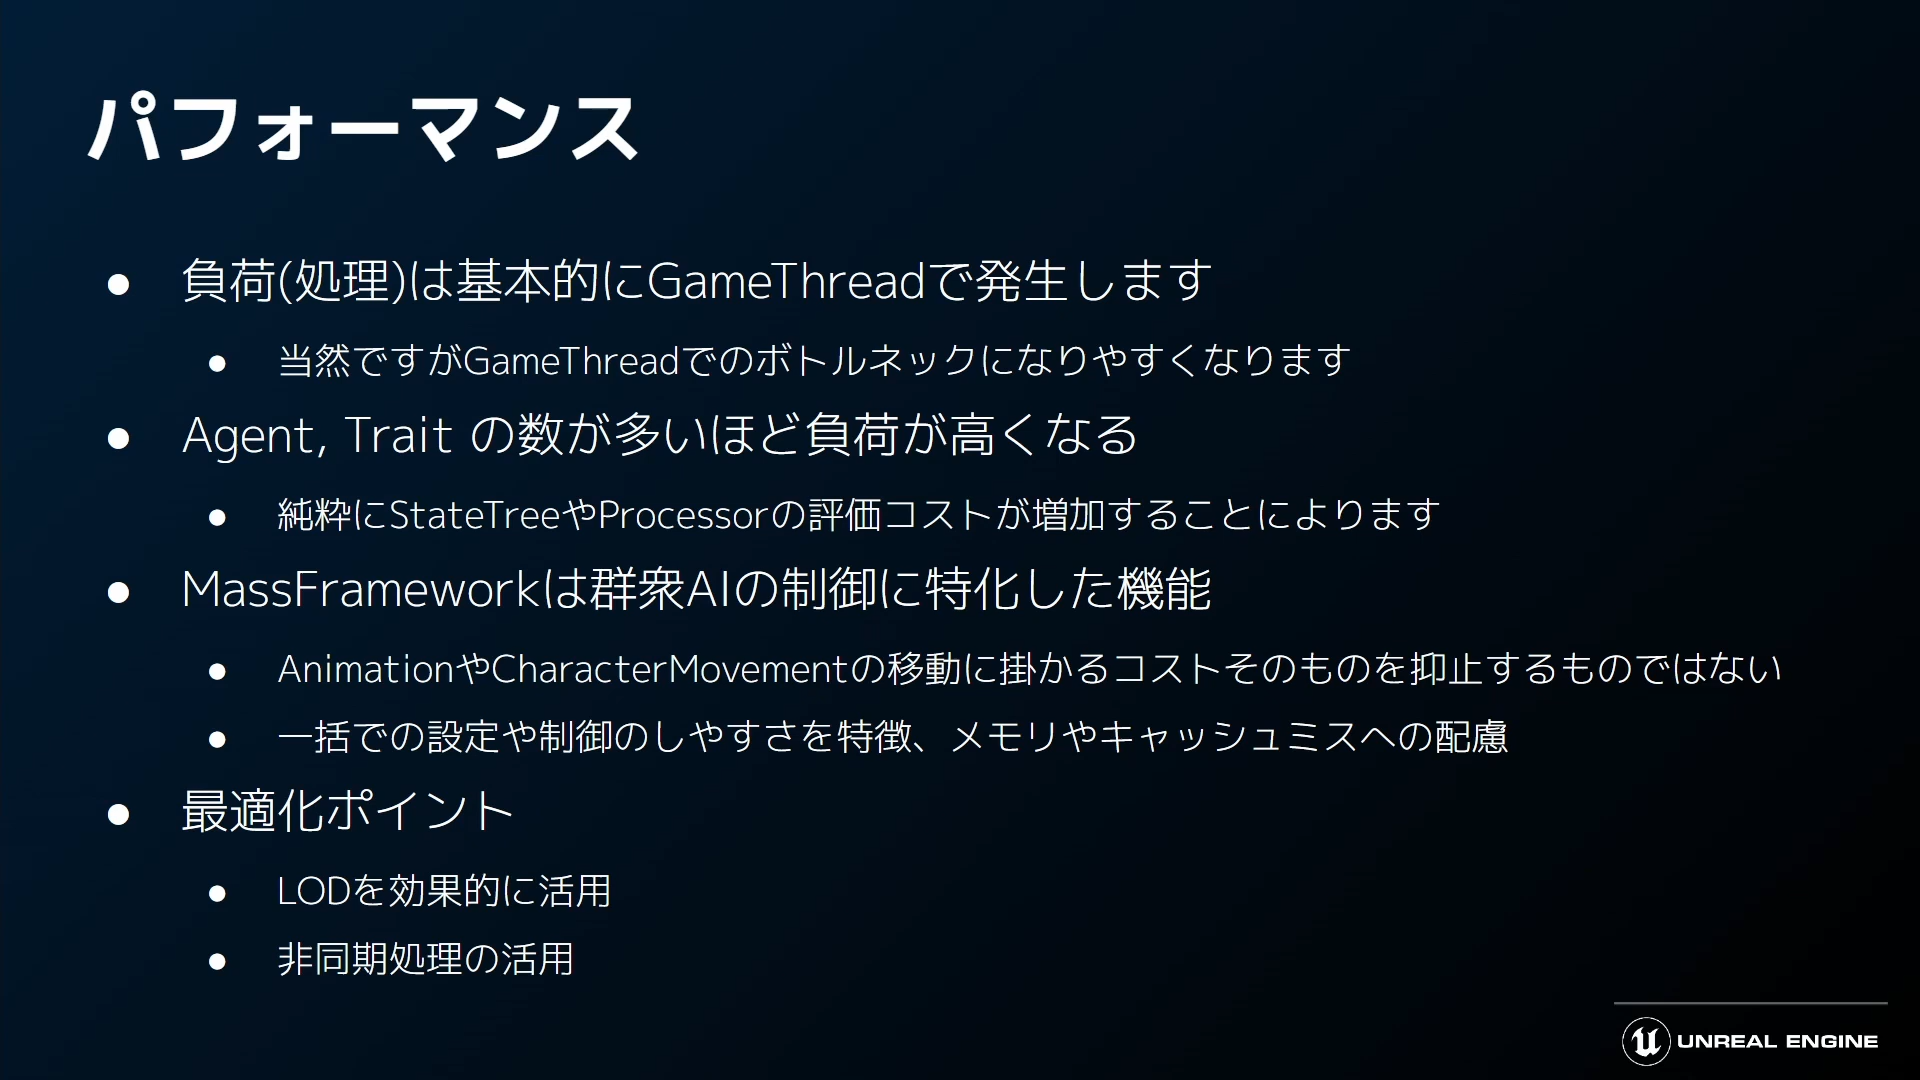 パフォーマンス
● 負荷(処理)は基本的にGameThreadで発生します
● 当然ですがGameThreadでのボトルネックになりやすくなります
● Agent, Trait の数が多いほど負荷が高くなる
● 純粋にStateTreeやProcessorの評価コストが増加することによります
● MassFrameworkは群衆AIの制御に特化した機能
● AnimationやCharacterMovementの移動に掛かるコストそのものを抑止するものではない
● 一括での設定や制御のしやすさを特徴、メモリやキャッシュミスへの配慮
● 最適化ポイント
● LODを効果的に活用
● 非同期処理の活用
UNREAL ENGINE